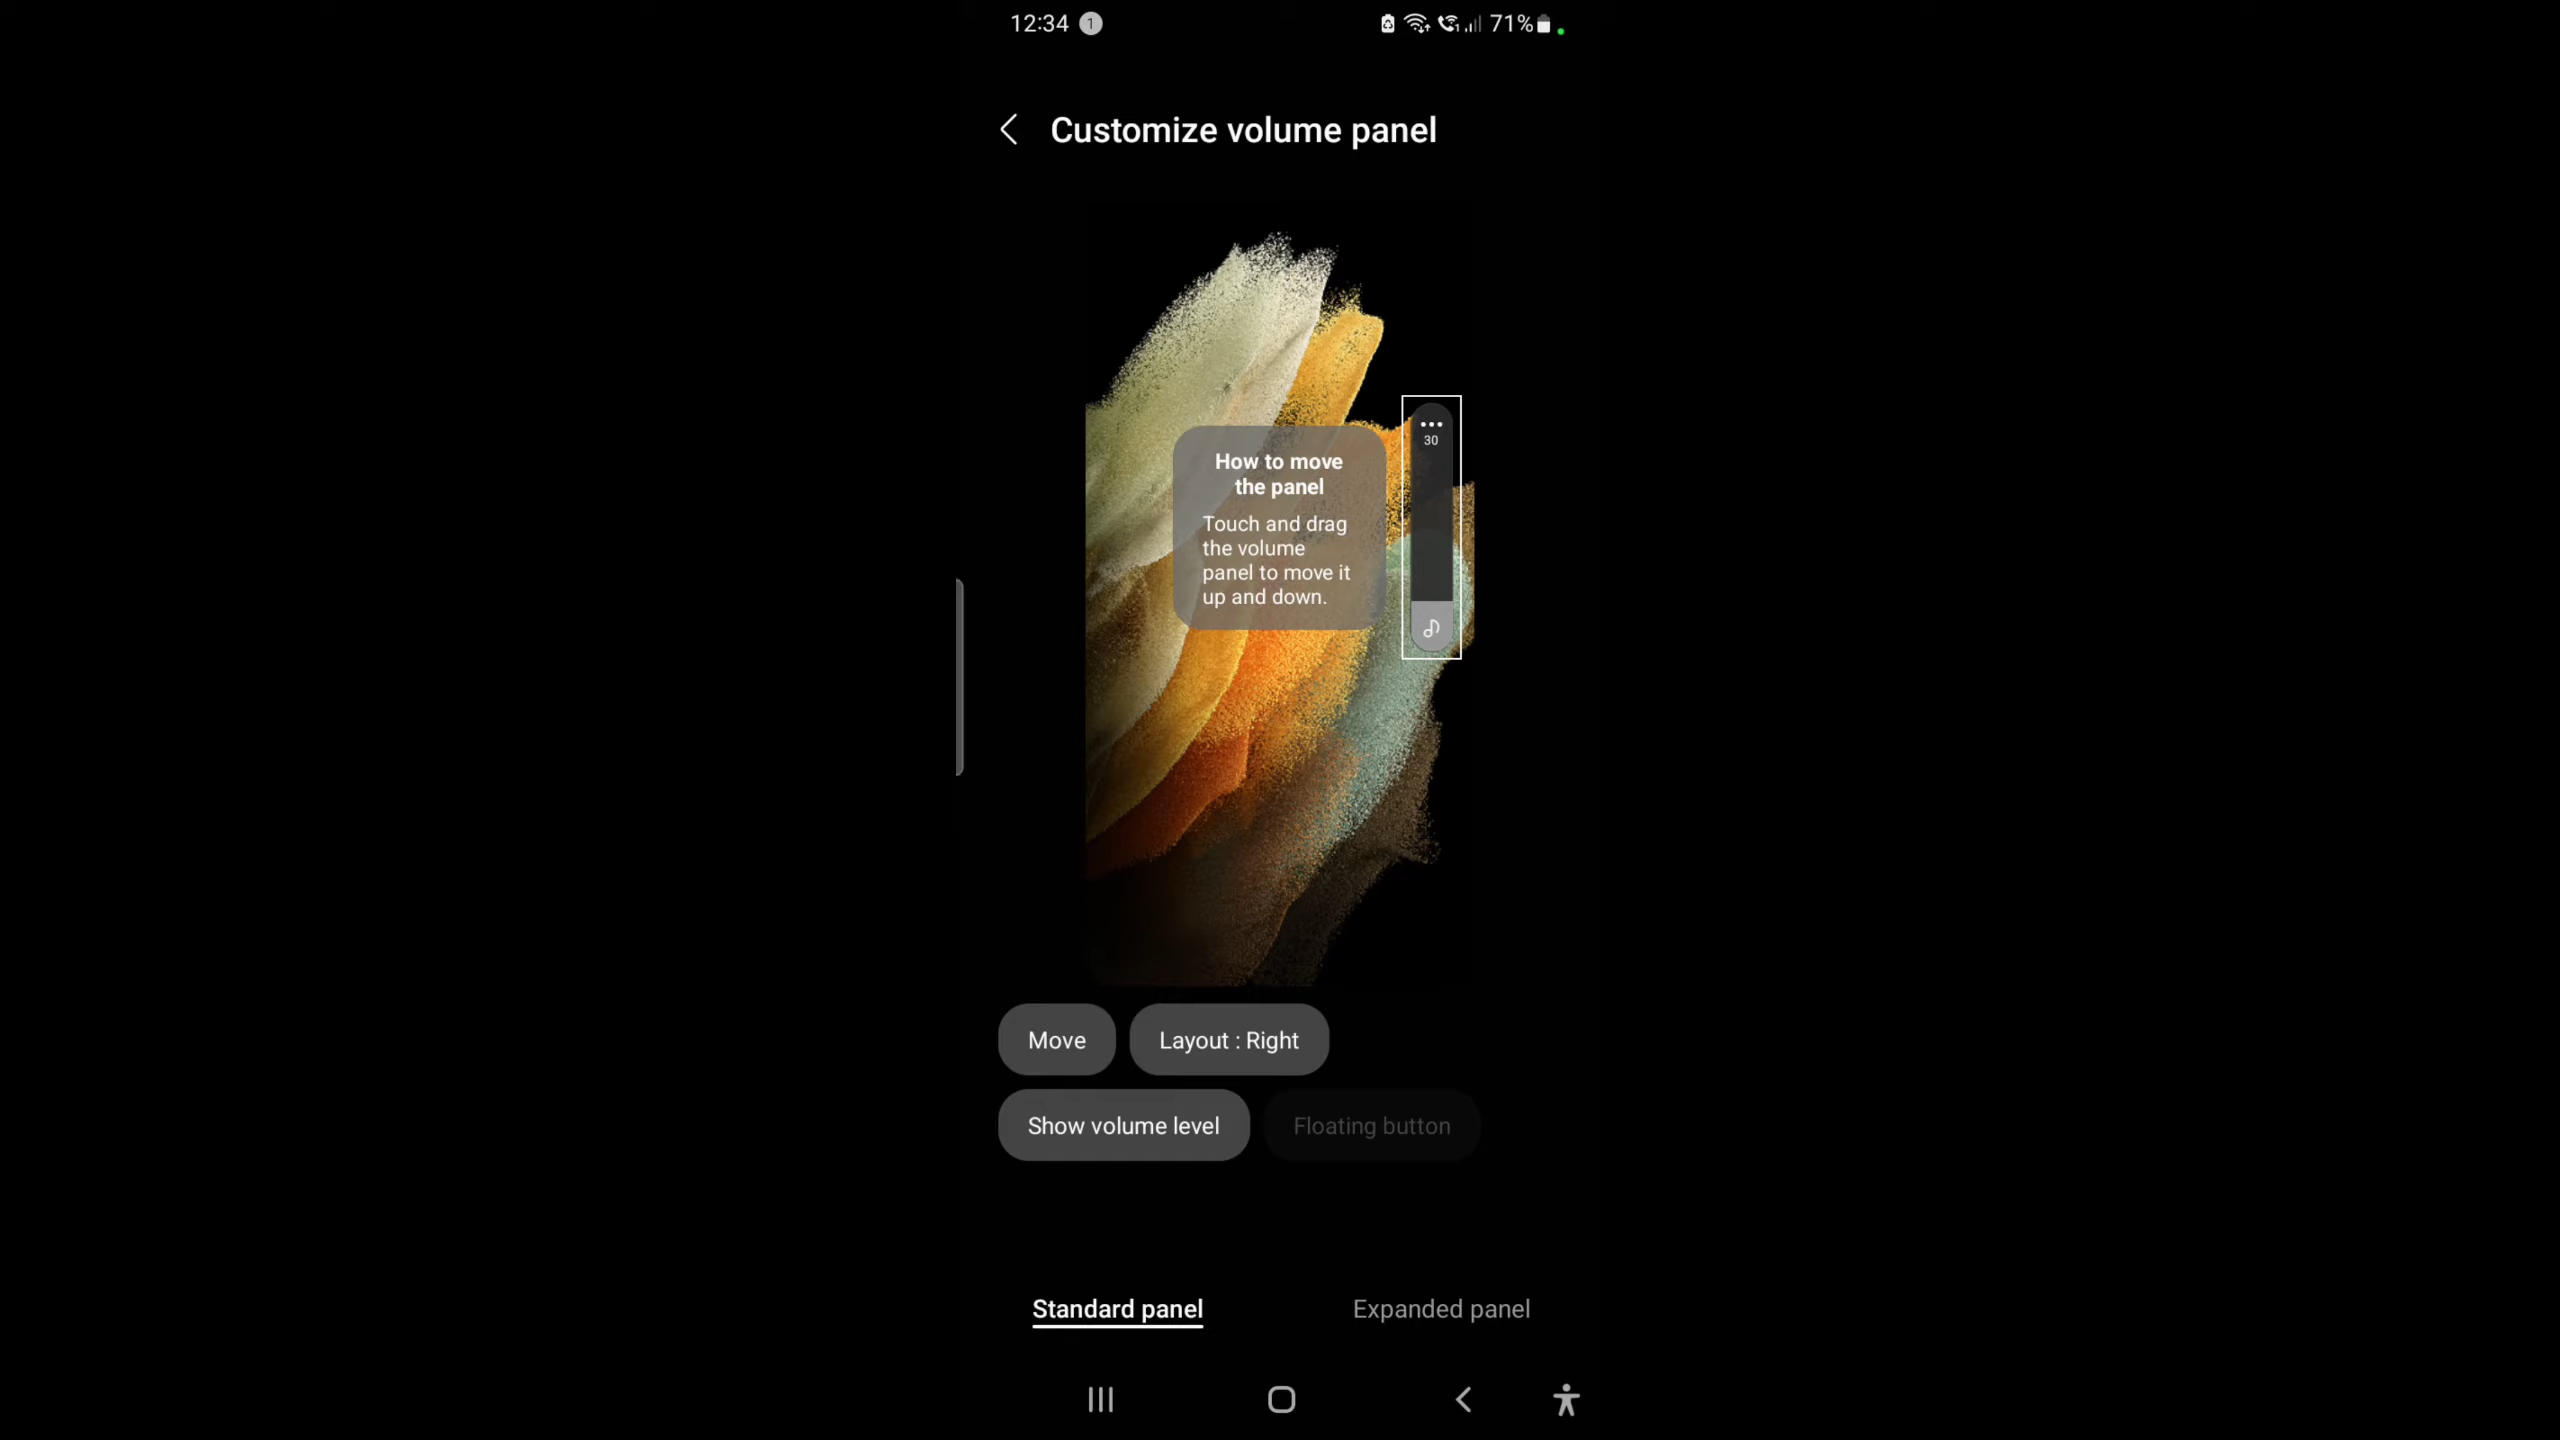 12:34 1 71%
Customize volume panel
30
How to move
the panel
Touch and drag
the volume
panel to move it
up and down.
Move Layout : Right
Show volume level Floating button
Standard panel Expanded panel